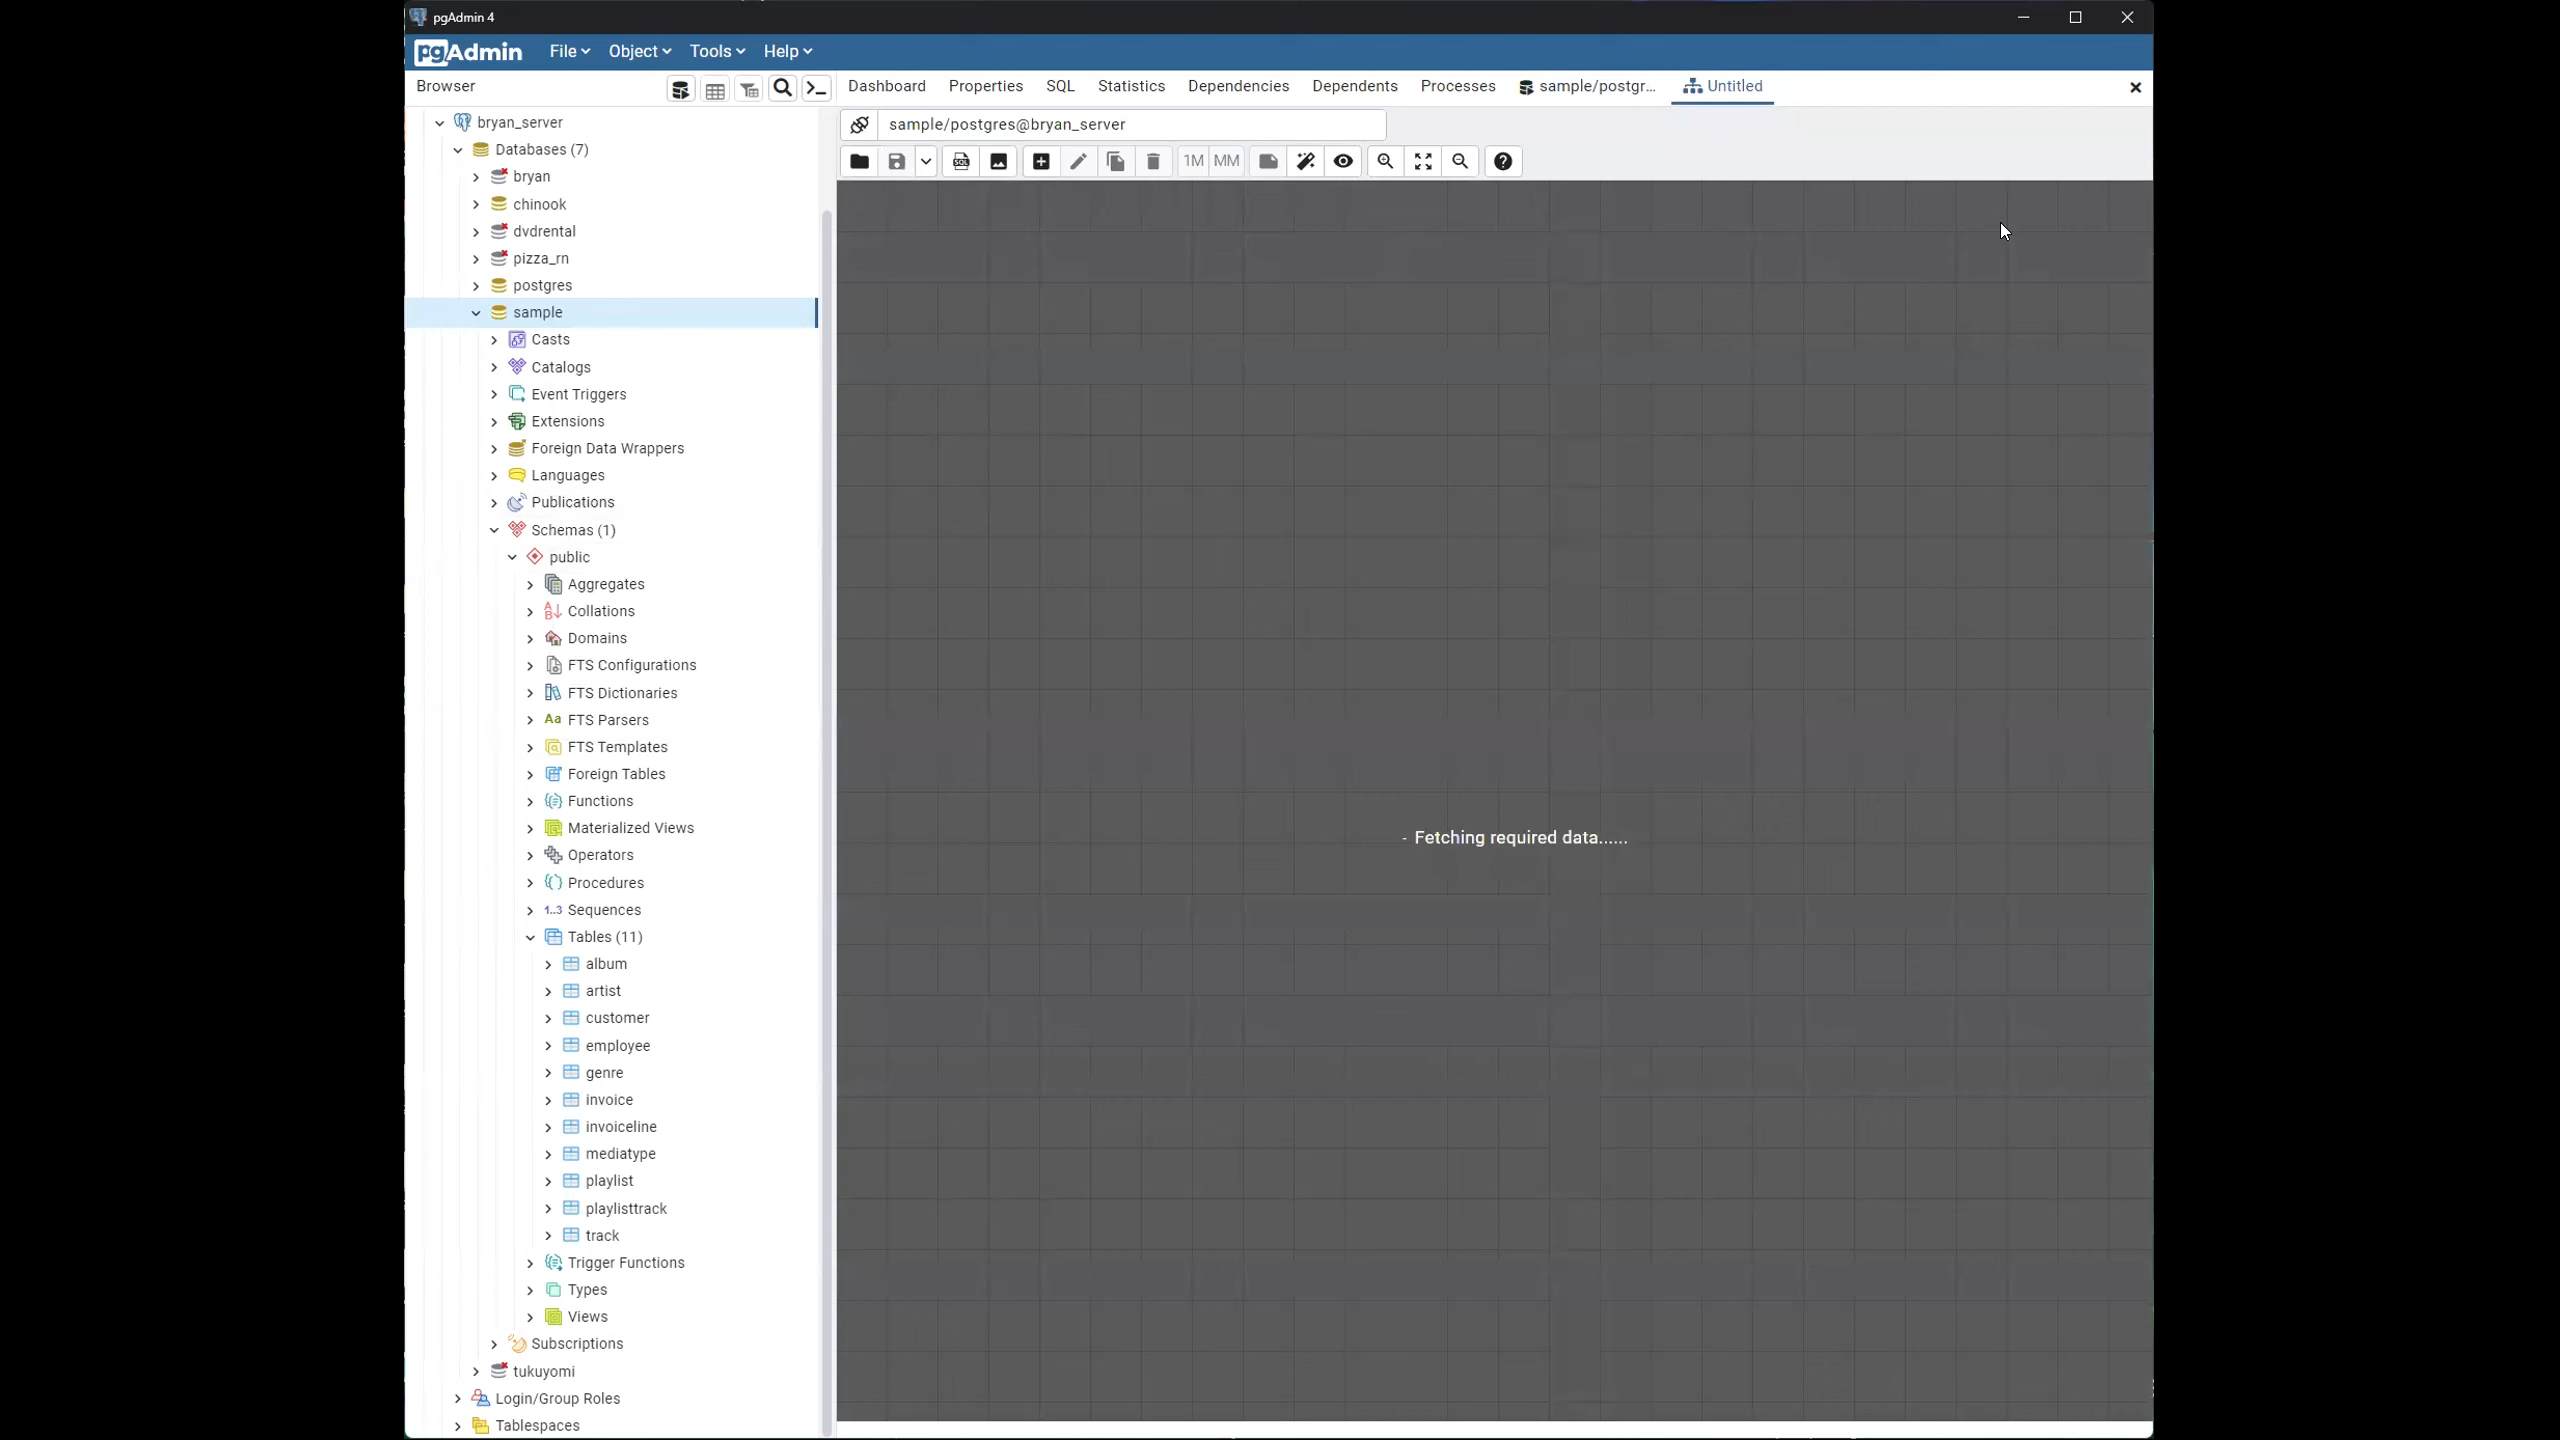 pgAdmin 4
pgAdmin File Object Tools Help
Browser
Dashboard Properties SQL Statistics Dependencies Dependents Processes sample/postgr... Untitled
sample/postgres@bryan_server
SQL 1M MM
bryan_server
Databases (7)
bryan
chinook
dvdrental
pizza_rn
postgres
sample
Casts
Catalogs
Event Triggers
Extensions
Foreign Data Wrappers
Languages
Publications
Schemas (1)
public
Aggregates
Collations
Domains
FTS Configurations
FTS Dictionaries
Aa FTS Parsers
FTS Templates
Foreign Tables
Functions
Materialized Views
Operators
Procedures
1..3 Sequences
Tables (11)
album
artist
customer
employee
genre
invoice
invoiceline
mediatype
playlist
playlisttrack
track
Trigger Functions
Types
Views
Subscriptions
tukuyomi
Login/Group Roles
Tablespaces
- Fetching required data......